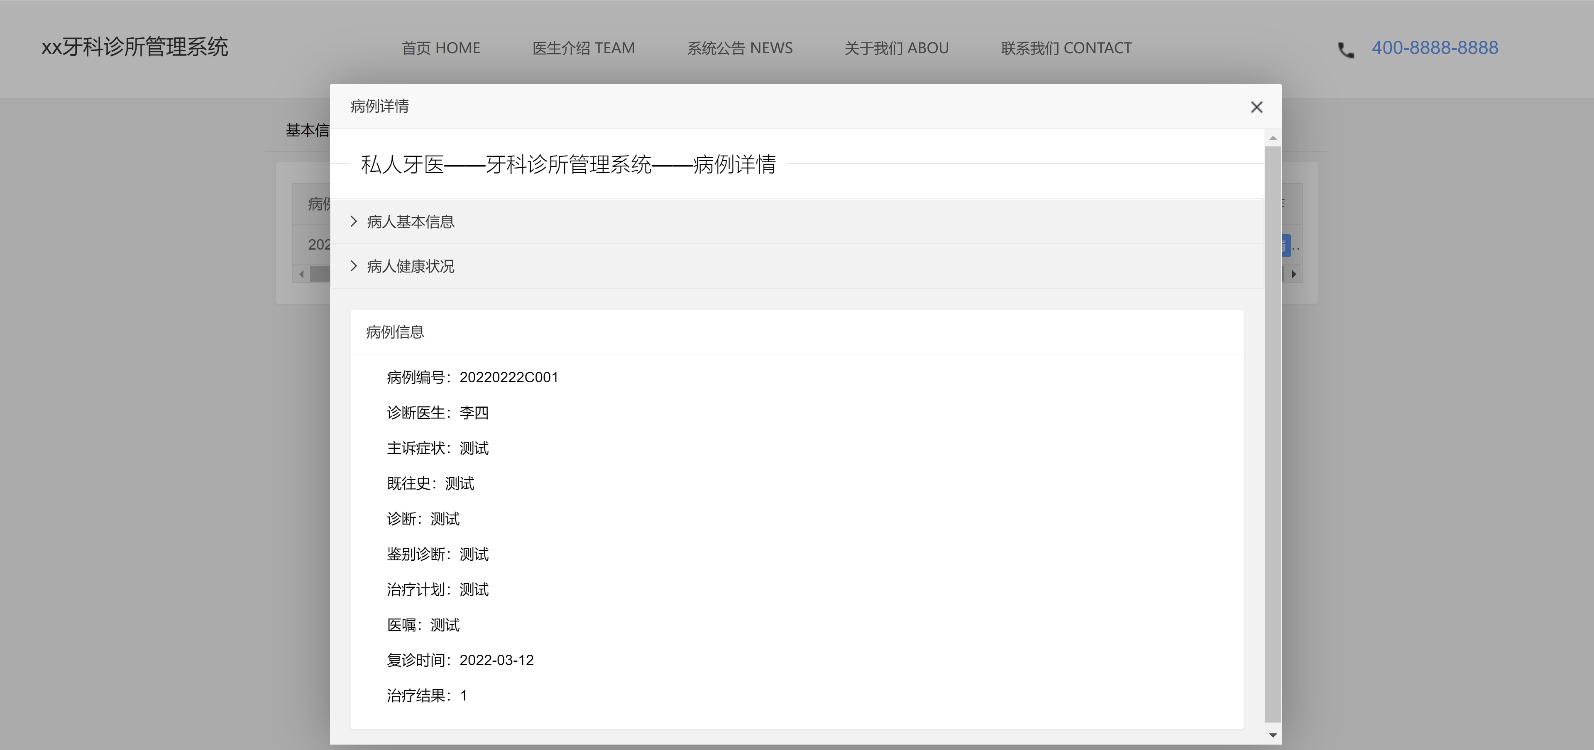 xx牙科诊所管理系统
首页 HOME
医生介绍 TEAM
系统公告 NEWS
关于我们 ABOU
联系我们 CONTACT
400-8888-8888
病例详情
基本信
私人牙医——牙科诊所管理系统——病例详情
病人基本信息
病例
202
病人健康状况
病例信息
病例编号：20220222C001
诊断医生：李四
主诉症状：测试
既往史：测试
诊断：测试
鉴别诊断：测试
治疗计划：测试
医嘱：测试
复诊时间：2022-03-12
治疗结果：1